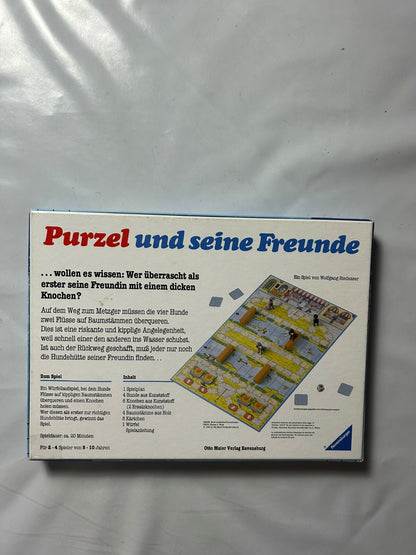 Purzel und seine Freunde
. . . wollen es wissen: Wer überrascht als
erster seine Freundin mit einem dicken
Knochen?
Ein Spiel von Wolfgang Riedesser
Auf dem Weg zum Metzger müssen die vier Hunde
zwei Flüsse auf Baumstämmen überqueren.
Dies ist eine riskante und kipplige Angelegenheit,
weil schnell einer den anderen ins Wasser schubst.
Ist auch der Rückweg geschafft, muß jeder nur noch
die Hundehütte seiner Freundin finden. . .
Zum Spiel
Ein Würfellaufspiel, bei dem Hunde
Flüsse auf kippligen Baumstämmen
überqueren und einen Knochen
holen müssen.
Wer diesen als erster zur richtigen
Hundehütte bringt, gewinnt das
Spiel.
Spieldauer: ca. 20 Minuten
Für 2–4 Spieler von 5–10 Jahren
Inhalt
1 Spielplan
4 Hunde aus Kunststoff
6 Knochen aus Kunststoff
(2 Ersatzknochen)
4 Baumstämme aus Holz
8 Kärtchen
1 Würfel
Spielanleitung
Otto Maier Verlag Ravensburg
Ravensburger